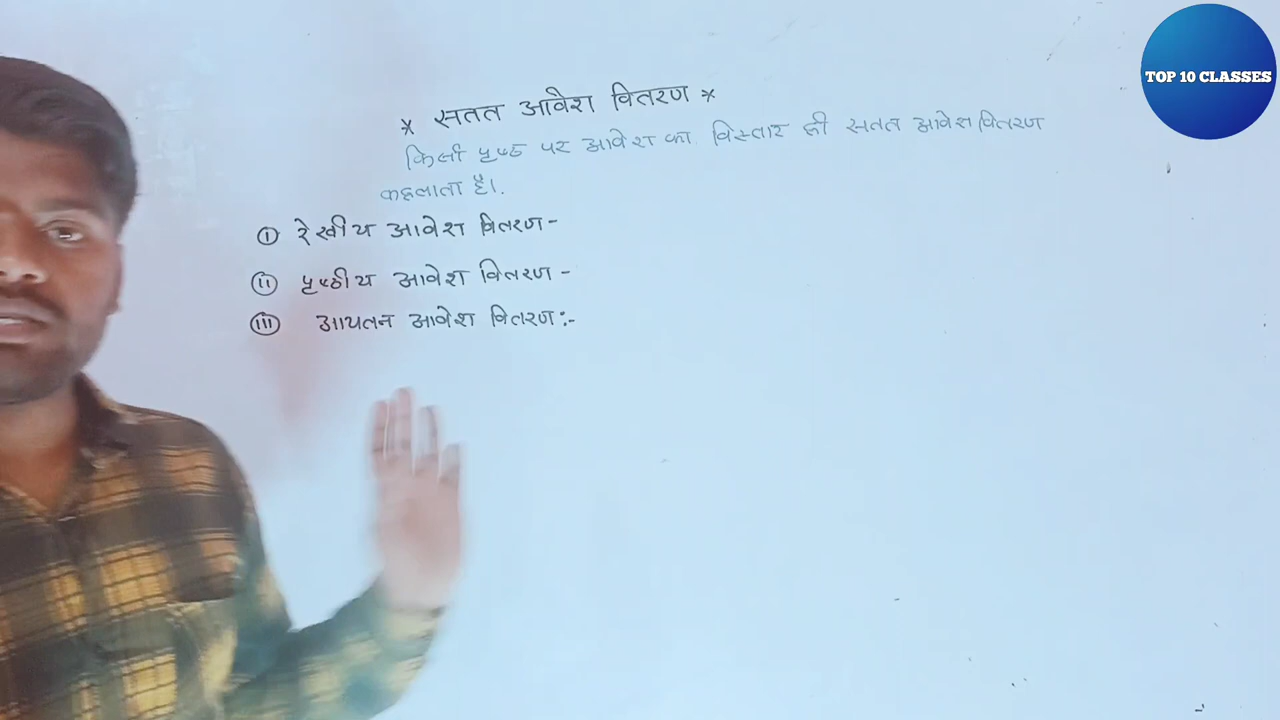 TOP 10 CLASSES
* सतत आवेश वितरण *
किसी पृष्ठ पर आवेश का विस्तार ही सतत आवेश वितरण
कहलाता है।.
(i) रेखीय आवेश वितरण -
(ii) पृष्ठीय आवेश वितरण -
(iii) आयतन आवेश वितरण :-